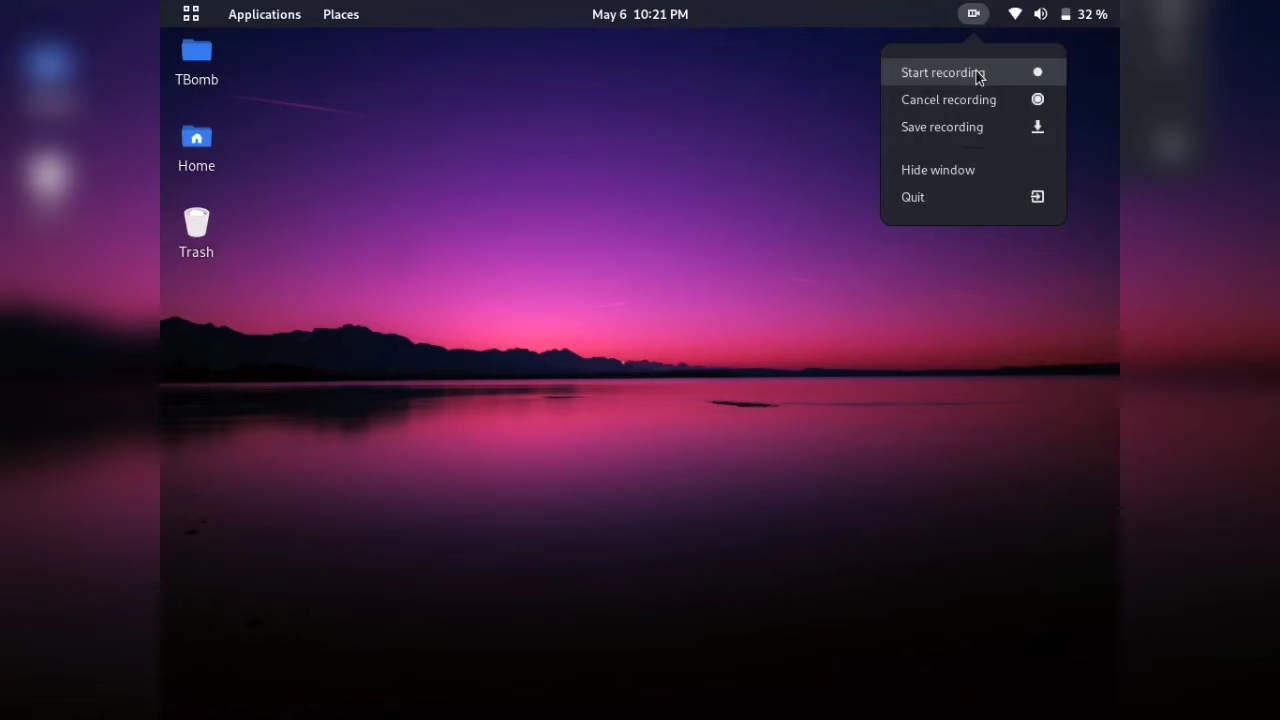 Applications Places May 6 10:21 PM 32 %
TBomb
Home
Trash
Start recording
Cancel recording
Save recording
Hide window
Quit